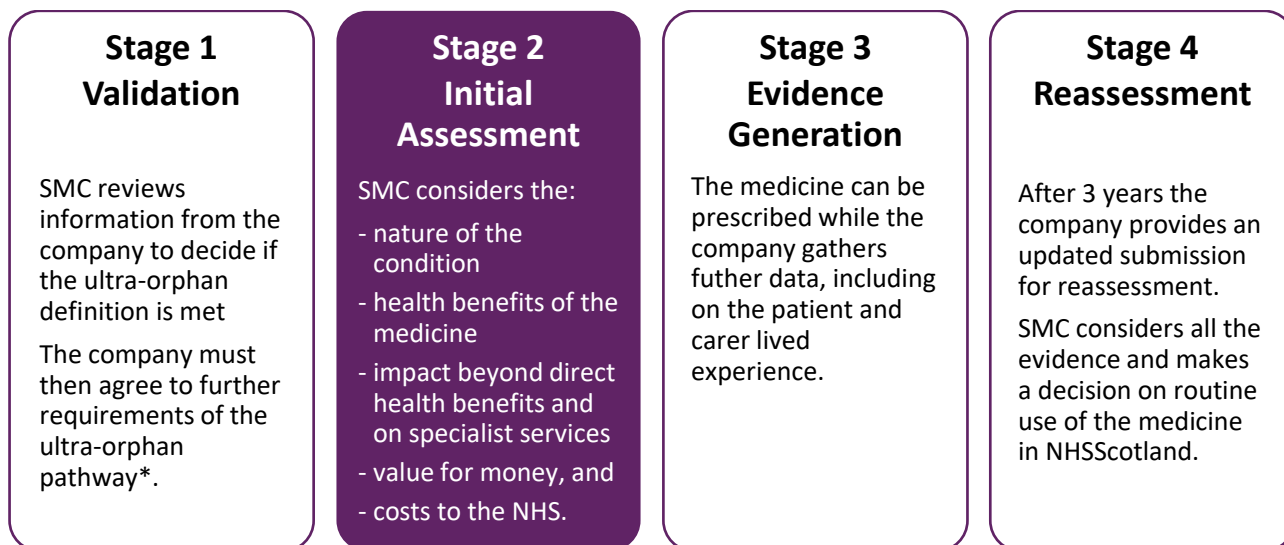 Stage 1
Validation
SMC reviews
information from the
company to decide if
the ultra-orphan
definition is met
The company must
then agree to further
requirements of the
ultra-orphan
pathway*.
Stage 2
Initial
Assessment
SMC considers the:
- nature of the
condition
- health benefits of the
medicine
- impact beyond direct
health benefits and
on specialist services
- value for money, and
- costs to the NHS.
Stage 3
Evidence
Generation
The medicine can be
prescribed while the
company gathers
futher data, including
on the patient and
carer lived
experience.
Stage 4
Reassessment
After 3 years the
company provides an
updated submission
for reassessment.
SMC considers all the
evidence and makes
a decision on routine
use of the medicine
in NHSScotland.